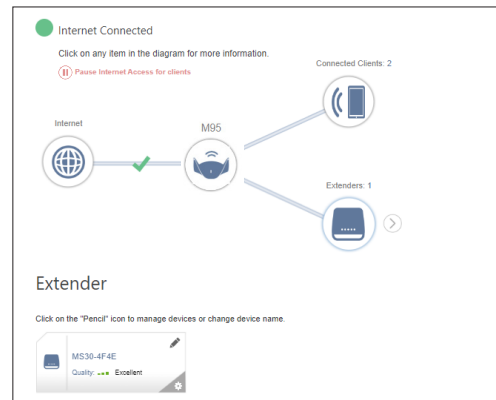 Internet Connected
Click on any item in the diagram for more information.
Pause Internet Access for clients
Connected Clients: 2
Internet
M95
Extenders: 1
Extender
Click on the "Pencil" icon to manage devices or change device name.
MS30-4F4E
Quality: Excellent